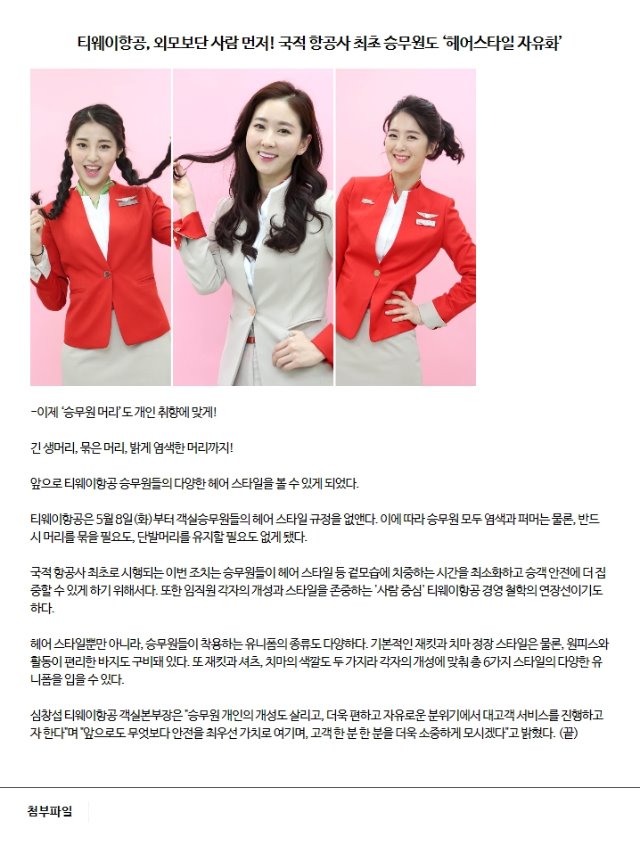 티웨이항공, 외모보단 사람 먼저! 국적 항공사 최초 승무원도 ‘헤어스타일 자유화’
-이제 ‘승무원 머리’도 개인 취향에 맞게!
긴 생머리, 묶은 머리, 밝게 염색한 머리까지!
앞으로 티웨이항공 승무원들의 다양한 헤어 스타일을 볼 수 있게 되었다.
티웨이항공은 5월 8일(화)부터 객실승무원들의 헤어 스타일 규정을 없앤다. 이에 따라 승무원 모두 염색과 퍼머는 물론, 반드
시 머리를 묶을 필요도, 단발머리를 유지할 필요도 없게 됐다.
국적 항공사 최초로 시행되는 이번 조치는 승무원들이 헤어 스타일 등 겉모습에 치중하는 시간을 최소화하고 승객 안전에 더 집
중할 수 있게 하기 위해서다. 또한 임직원 각자의 개성과 스타일을 존중하는 '사람 중심' 티웨이항공 경영 철학의 연장선이기도
하다.
헤어 스타일뿐만 아니라, 승무원들이 착용하는 유니폼의 종류도 다양하다. 기본적인 재킷과 치마 정장 스타일은 물론, 원피스와
활동이 편리한 바지도 구비돼 있다. 또 재킷과 셔츠, 치마의 색깔도 두 가지라 각자의 개성에 맞춰 총 6가지 스타일의 다양한 유
니폼을 입을 수 있다.
심창섭 티웨이항공 객실본부장은 "승무원 개인의 개성도 살리고, 더욱 편하고 자유로운 분위기에서 대고객 서비스를 진행하고
자 한다"며 "앞으로도 무엇보다 안전을 최우선 가치로 여기며, 고객 한 분 한 분을 더욱 소중하게 모시겠다"고 밝혔다. (끝)
첨부파일